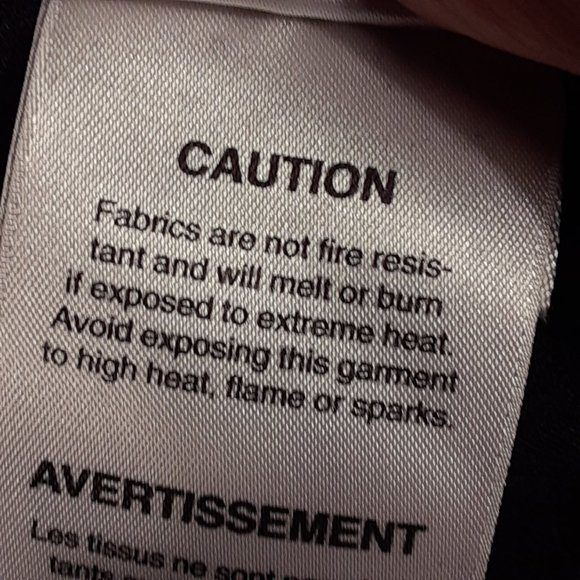 CAUTION
Fabrics are not fire resis-
tant and will melt or burn
if exposed to extreme heat.
Avoid exposing this garment
to high heat, flame or sparks.
AVERTISSEMENT
Les tissus ne sont
tants